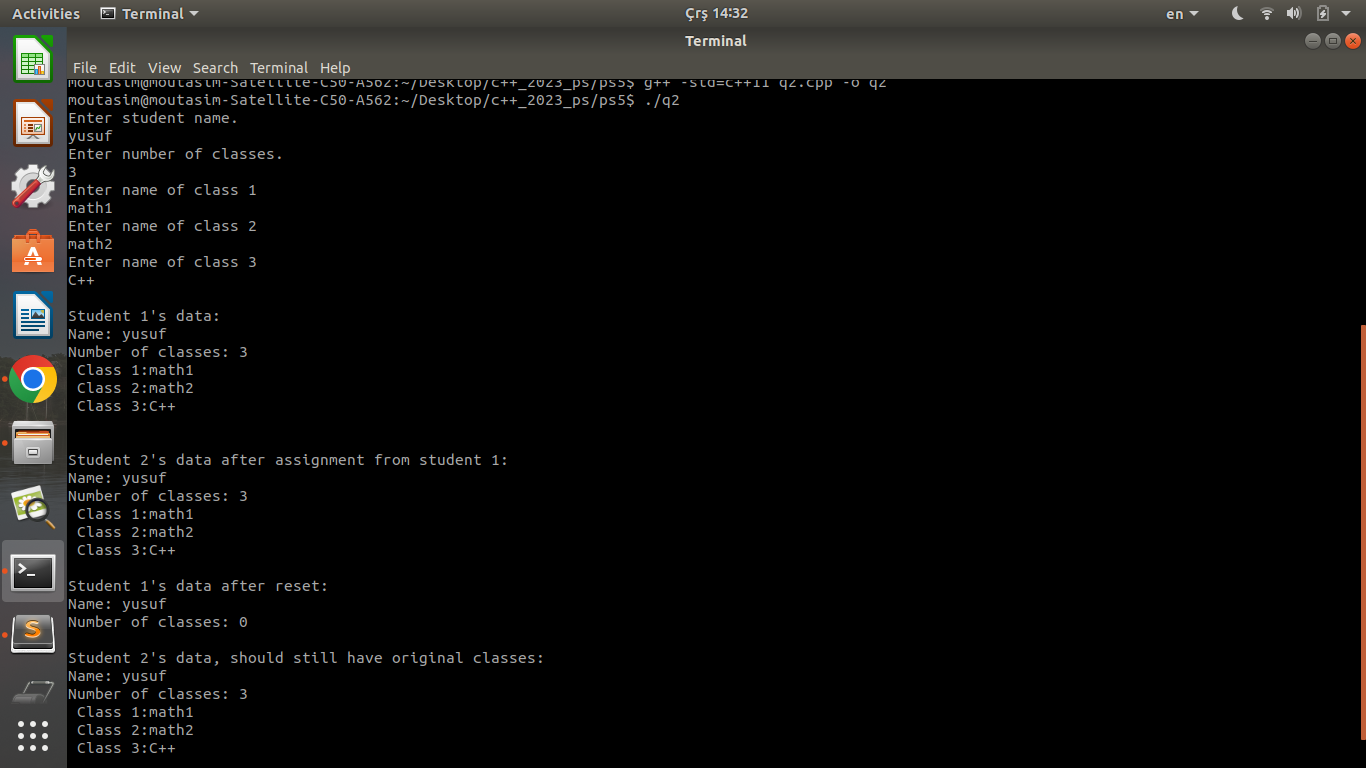 Activities Terminal Çrş 14:32 en
Terminal
File Edit View Search Terminal Help
moutasim@moutasim-Satellite-C50-A562:~/Desktop/c++_2023_ps/ps5$ g++ -std=c++11 q2.cpp -o q2
moutasim@moutasim-Satellite-C50-A562:~/Desktop/c++_2023_ps/ps5$ ./q2
Enter student name.
yusuf
Enter number of classes.
3
Enter name of class 1
math1
Enter name of class 2
math2
Enter name of class 3
C++
Student 1's data:
Name: yusuf
Number of classes: 3
Class 1:math1
Class 2:math2
Class 3:C++
Student 2's data after assignment from student 1:
Name: yusuf
Number of classes: 3
Class 1:math1
Class 2:math2
Class 3:C++
Student 1's data after reset:
Name: yusuf
Number of classes: 0
Student 2's data, should still have original classes:
Name: yusuf
Number of classes: 3
Class 1:math1
Class 2:math2
Class 3:C++